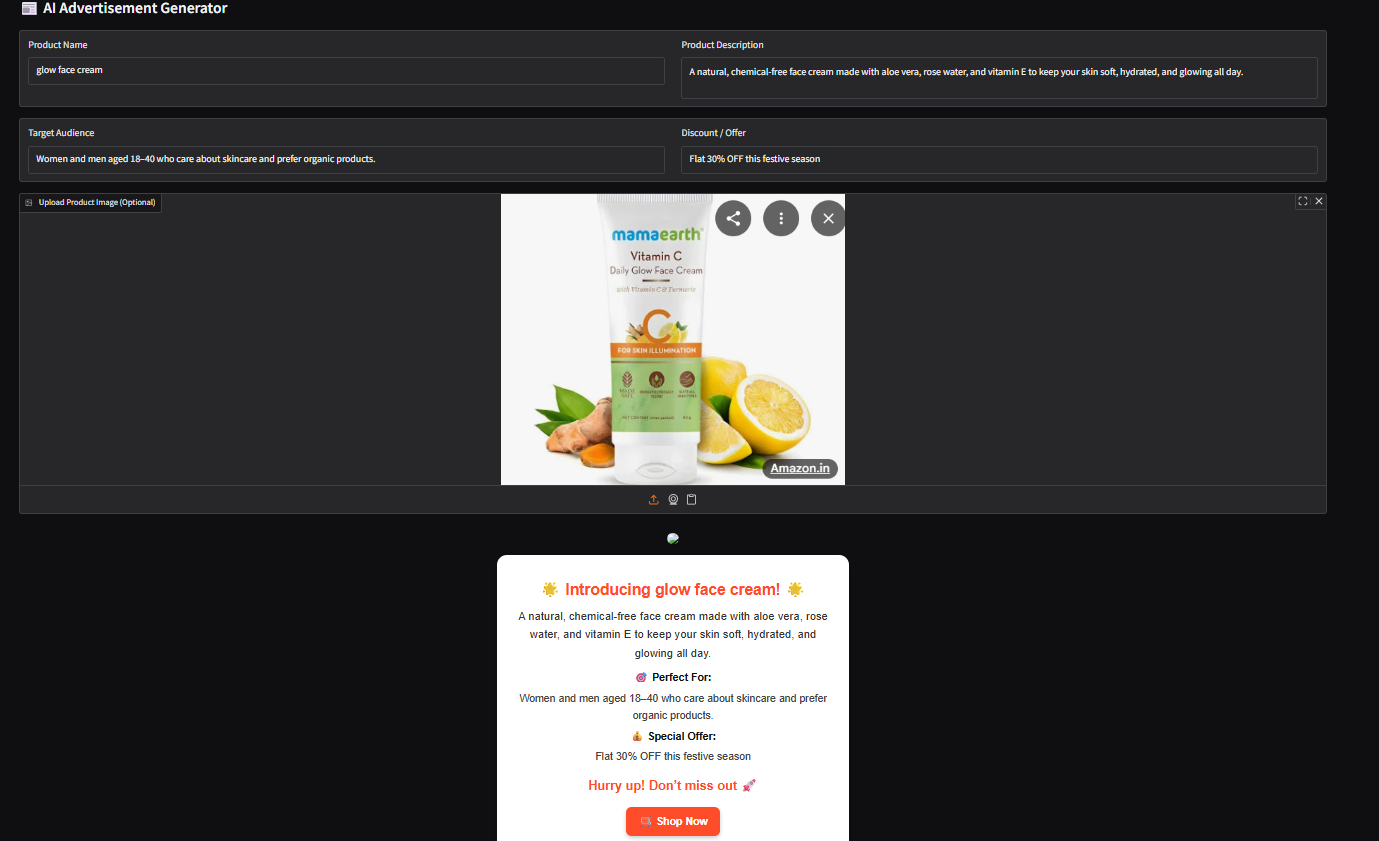 AI Advertisement Generator
Product Name
glow face cream
Product Description
A natural, chemical-free face cream made with aloe vera, rose water, and vitamin E to keep your skin soft, hydrated, and glowing all day.
Target Audience
Women and men aged 18–40 who care about skincare and prefer organic products.
Discount / Offer
Flat 30% OFF this festive season
Upload Product Image (Optional)
mamaearth
Vitamin C
Daily Glow Face Cream
with Vitamin C & Turmeric
C
FOR SKIN ILLUMINATION
Amazon.in
Introducing glow face cream!
A natural, chemical-free face cream made with aloe vera, rose
water, and vitamin E to keep your skin soft, hydrated, and
glowing all day.
Perfect For:
Women and men aged 18–40 who care about skincare and prefer
organic products.
Special Offer:
Flat 30% OFF this festive season
Hurry up! Don’t miss out
Shop Now